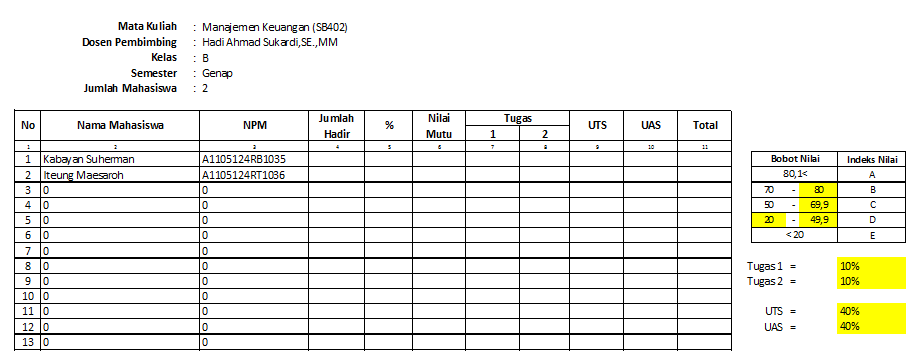 Mata Kuliah : Manajemen Keuangan (SB402)
Dosen Pembimbing : Hadi Ahmad Sukardi,SE.,MM
Kelas : B
Semester : Genap
Jumlah Mahasiswa : 2
No Nama Mahasiswa NPM Jumlah Hadir % Nilai Mutu Tugas 1 2 UTS UAS Total
1 2 3 4 5 6 7 8 9 10 11
1 Kabayan Suherman A1105124RB1035
2 Iteung Maesaroh A1105124RT1036
3 0 0
4 0 0
5 0 0
6 0 0
7 0 0
8 0 0
9 0 0
10 0 0
11 0 0
12 0 0
13 0 0
Bobot Nilai Indeks Nilai
80,1< A
70 - 80 B
50 - 69,9 C
20 - 49,9 D
<20 E
Tugas 1 = 10%
Tugas 2 = 10%
UTS = 40%
UAS = 40%